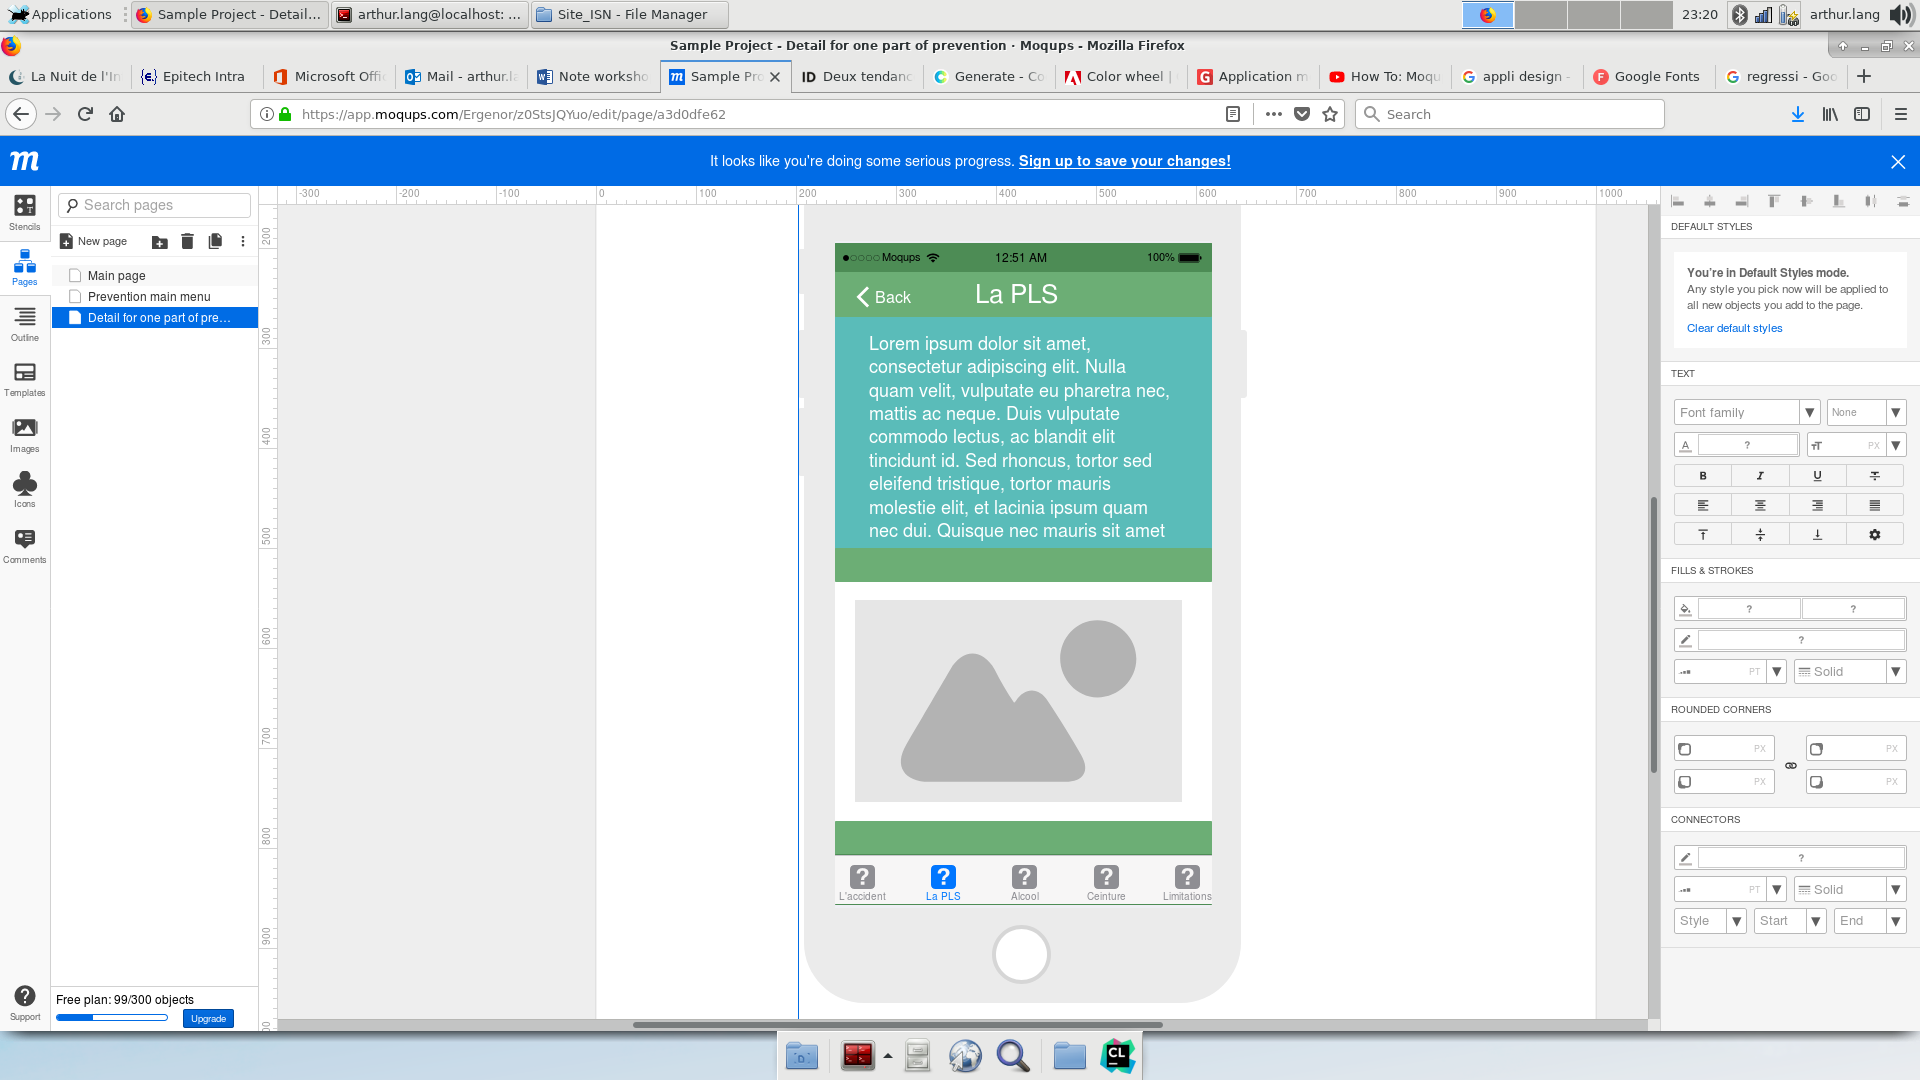 Applications
Sample Project - Detail...
arthur.lang@localhost: ...
Site_ISN - File Manager
23:20
arthur.lang
Sample Project - Detail for one part of prevention · Moqups - Mozilla Firefox
La Nuit de l'In
Epitech Intra
Microsoft Offi
Mail - arthur.la
Note worksho
Sample Pro
Deux tendanc
Generate - Co
Color wheel |
Application m
How To: Moqu
appli design -
Google Fonts
regressi - Goo
https://app.moqups.com/Ergenor/z0StsJQYuo/edit/page/a3d0dfe62
Search
It looks like you're doing some serious progress. Sign up to save your changes!
Stencils
Pages
Outline
Templates
Images
Icons
Comments
Support
Search pages
New page
Main page
Prevention main menu
Detail for one part of pre...
Free plan: 99/300 objects
Upgrade
-300 -200 -100 0 100 200 300 400 500 600 700 800 900 1000
200
300
400
500
600
700
800
900
Moqups
12:51 AM
100%
Back
La PLS
Lorem ipsum dolor sit amet,
consectetur adipiscing elit. Nulla
quam velit, vulputate eu pharetra nec,
mattis ac neque. Duis vulputate
commodo lectus, ac blandit elit
tincidunt id. Sed rhoncus, tortor sed
eleifend tristique, tortor mauris
molestie elit, et lacinia ipsum quam
nec dui. Quisque nec mauris sit amet
? ? ? ? ?
L'accident La PLS Alcool Ceinture Limitations
DEFAULT STYLES
You're in Default Styles mode.
Any style you pick now will be applied to
all new objects you add to the page.
Clear default styles
TEXT
Font family
None
A ? PX
B I U
FILLS & STROKES
? ?
?
PT Solid
ROUNDED CORNERS
PX PX
PX PX
CONNECTORS
?
PT Solid
Style Start End
CL